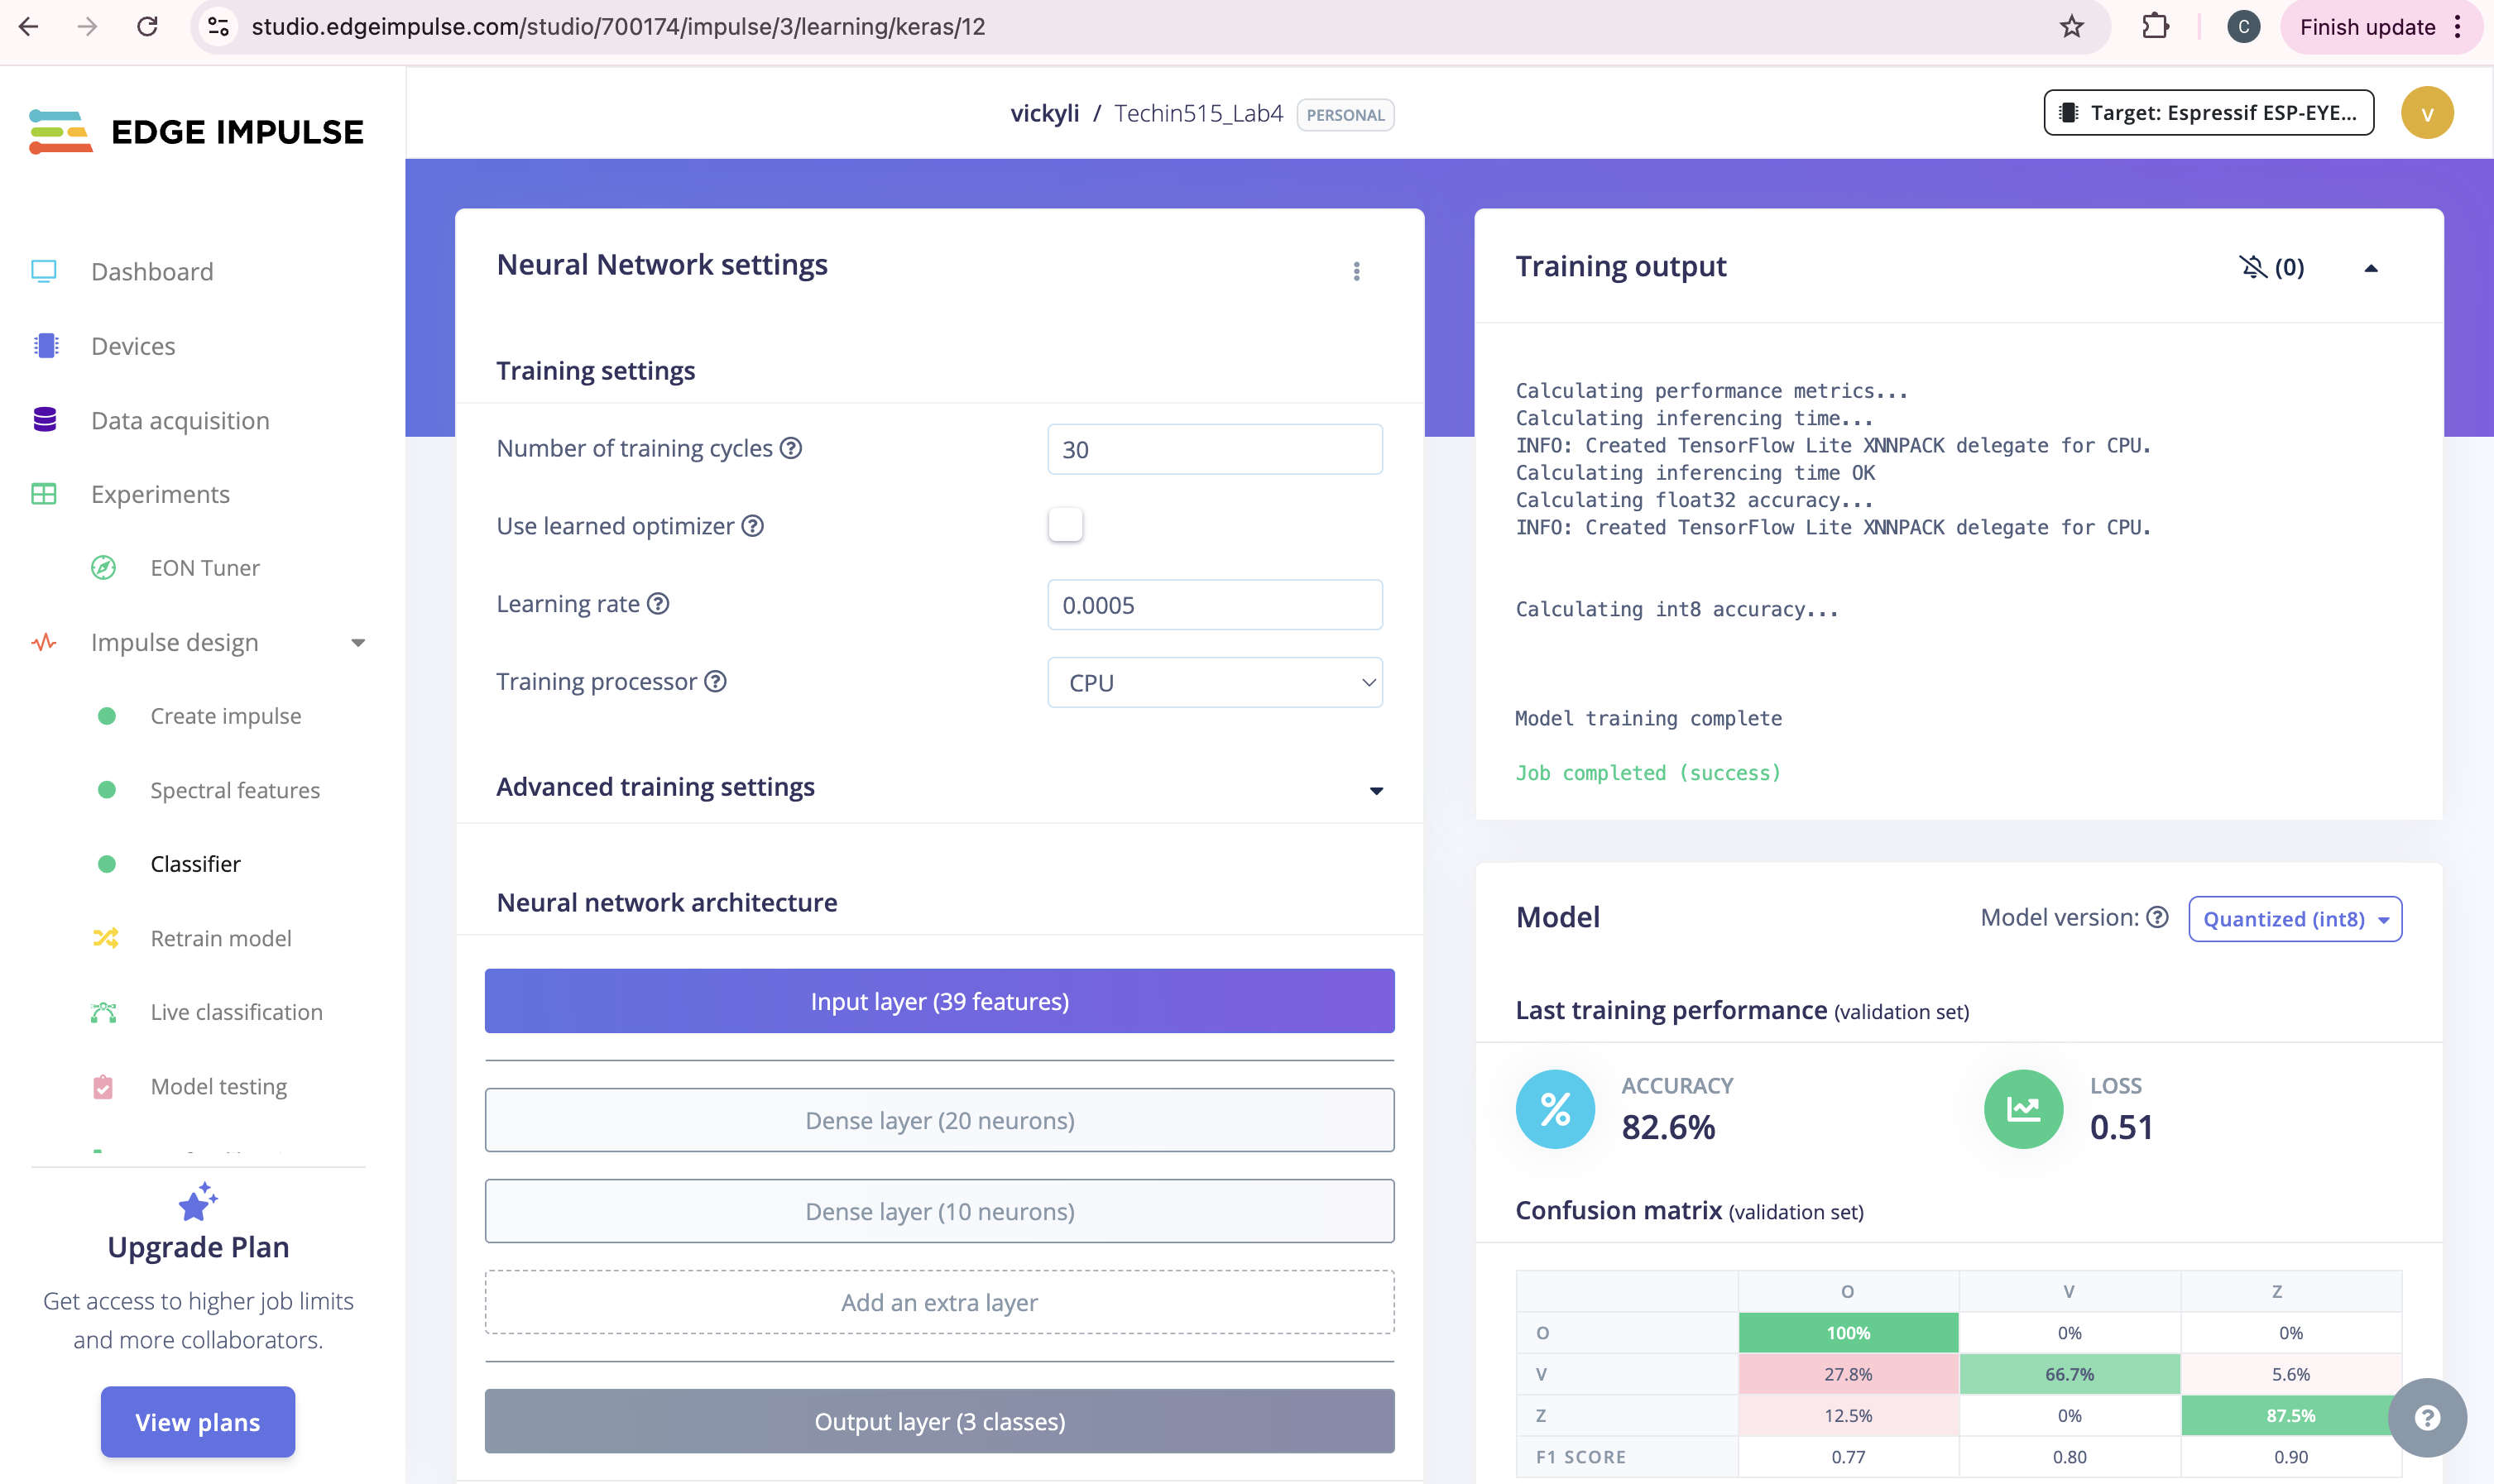 studio.edgeimpulse.com/studio/700174/impulse/3/learning/keras/12
C
Finish update
EDGE IMPULSE
vickyli / Techin515_Lab4 PERSONAL
Target: Espressif ESP-EYE...
v
Dashboard
Devices
Data acquisition
Experiments
EON Tuner
Impulse design
Create impulse
Spectral features
Classifier
Retrain model
Live classification
Model testing
Upgrade Plan
Get access to higher job limits
and more collaborators.
View plans
Neural Network settings
Training settings
Number of training cycles ? 30
Use learned optimizer ?
Learning rate ? 0.0005
Training processor ? CPU
Advanced training settings
Neural network architecture
Input layer (39 features)
Dense layer (20 neurons)
Dense layer (10 neurons)
Add an extra layer
Output layer (3 classes)
Training output (0)
Calculating performance metrics...
Calculating inferencing time...
INFO: Created TensorFlow Lite XNNPACK delegate for CPU.
Calculating inferencing time OK
Calculating float32 accuracy...
INFO: Created TensorFlow Lite XNNPACK delegate for CPU.
Calculating int8 accuracy...
Model training complete
Job completed (success)
Model Model version: ? Quantized (int8)
Last training performance (validation set)
% ACCURACY
82.6%
LOSS
0.51
Confusion matrix (validation set)
O V Z
O 100% 0% 0%
V 27.8% 66.7% 5.6%
Z 12.5% 0% 87.5%
F1 SCORE 0.77 0.80 0.90
?